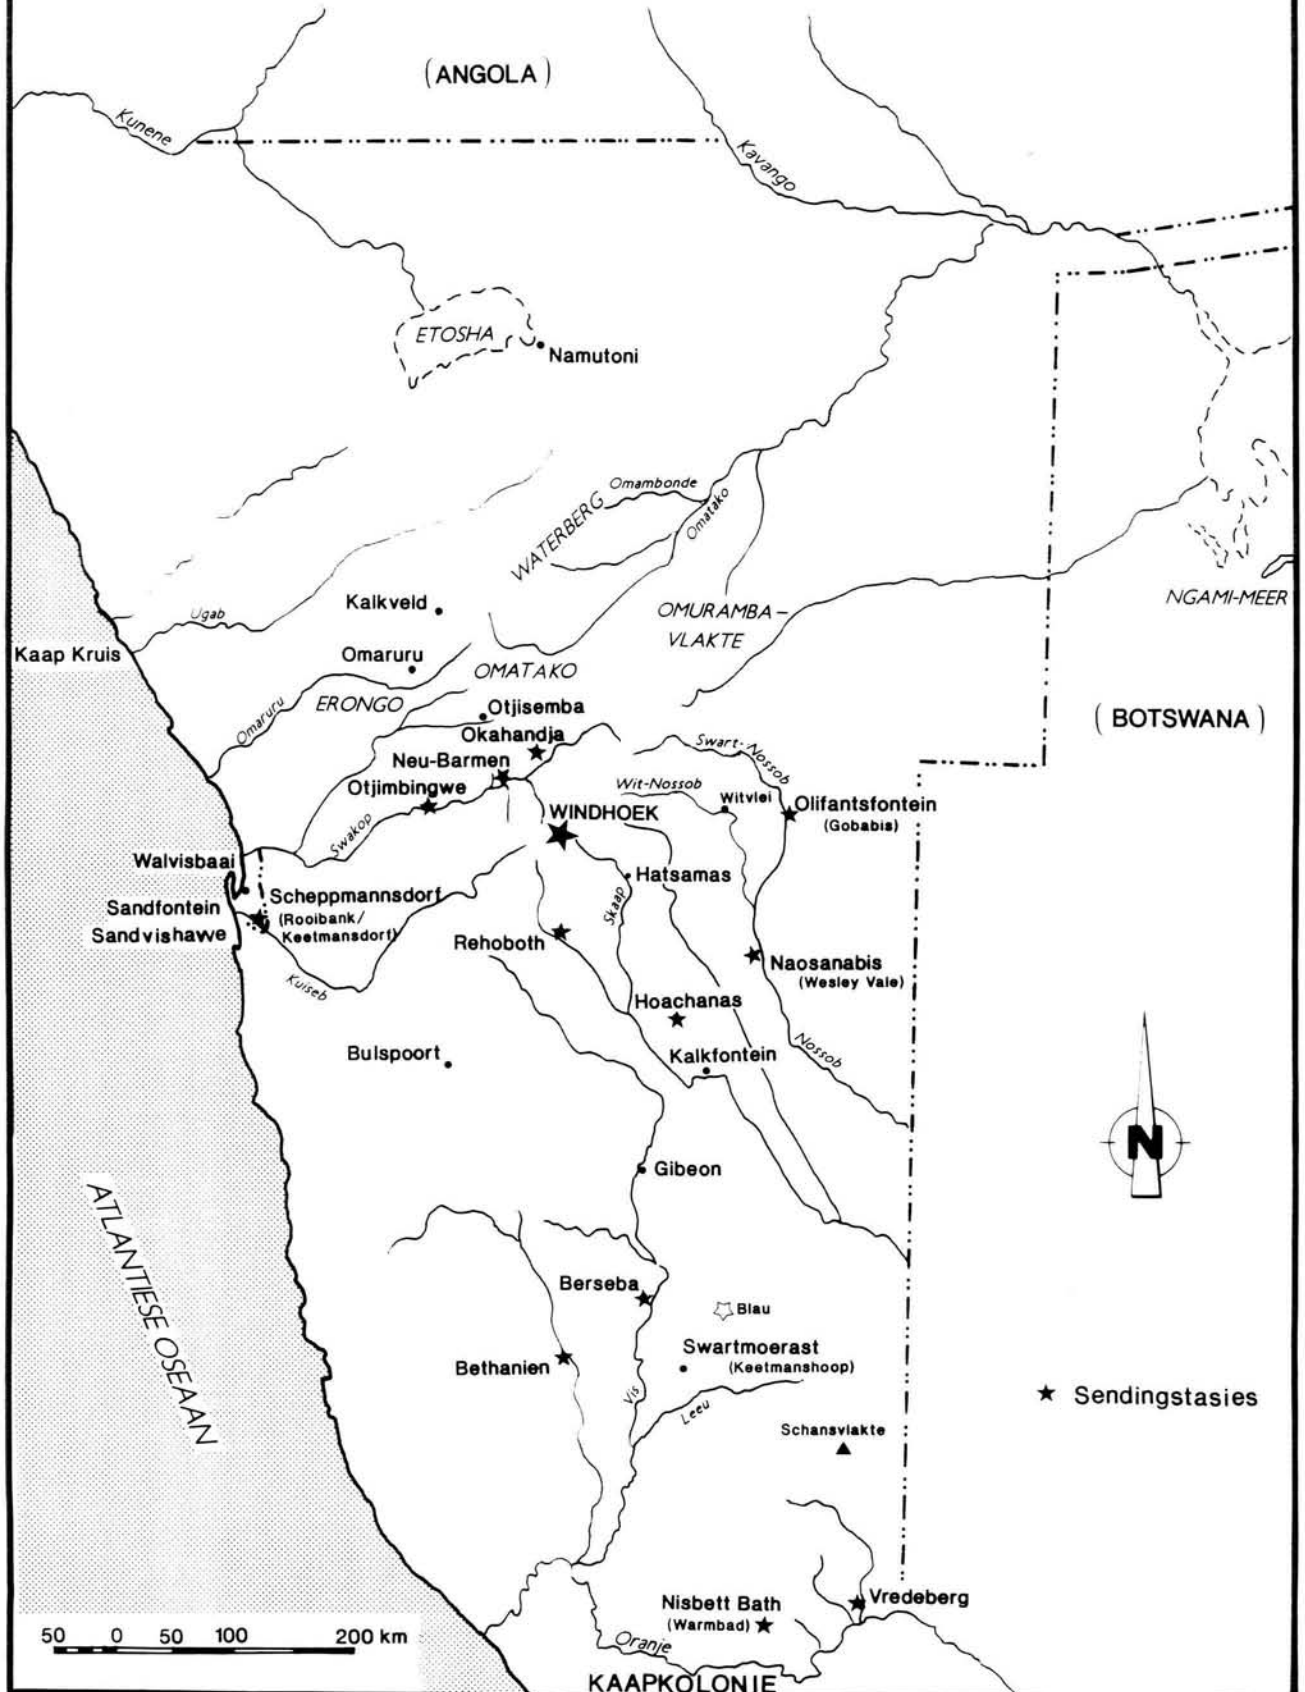 (ANGOLA)
Kunene
Kavango
ETOSHA
Namutoni
Omambonde
WATERBERG
Omatako
NGAMI-MEER
Kalkveld
Ugab
OMURAMBA-
VLAKTE
Kaap Kruis
Omaruru
OMATAKO
ERONGO
Omaruru
Otjisemba
(BOTSWANA)
Okahandja
Swart-Nossob
Neu-Barmen
Otjimbingwe
Wit-Nossob
Witvlei
Olifantsfontein
(Gobabis)
WINDHOEK
Swakop
Walvisbaai
Hatsamas
Scheppmannsdorf
(Rooibank/
Keetmansdorf)
Sandfontein
Sandvishawe
Skaap
Rehoboth
Naosanabis
(Wesley Vale)
Kuiseb
Hoachanas
Bulspoort
Kalkfontein
Nossob
N
Gibeon
ATLANTIESE OSEAAN
Berseba
Blau
Swartmoerast
(Keetmanshoop)
Bethanien
Vis
Leeu
Sendingstasies
Schansvlakte
Nisbett Bath
(Warmbad)
Vredeberg
50 0 50 100 200 km
Oranje
KAAPKOLONIE